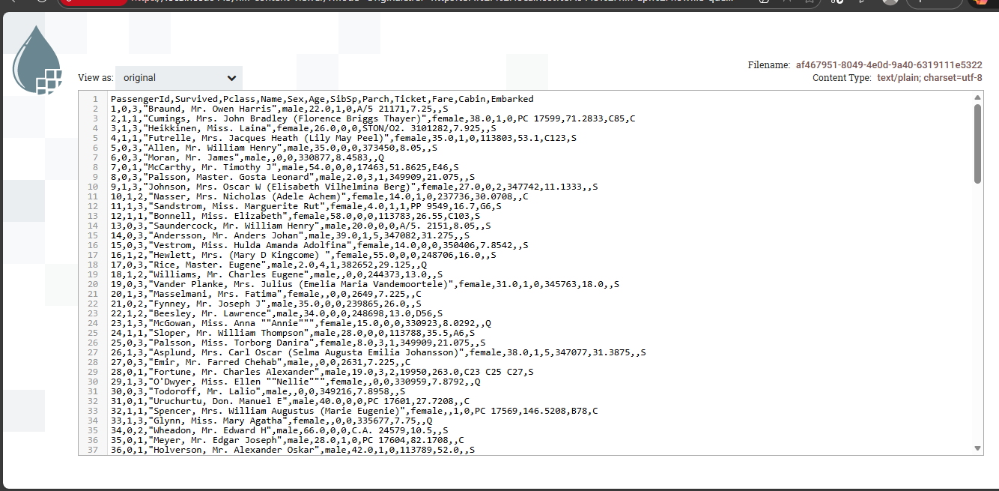 Filename: af467951-8049-4e0d-9a40-6319111e5322
View as: original
Content Type: text/plain; charset=utf-8
1 PassengerId,Survived,Pclass,Name,Sex,Age,SibSp,Parch,Ticket,Fare,Cabin,Embarked
2 1,0,3,"Braund, Mr. Owen Harris",male,22.0,1,0,A/5 21171,7.25,,S
3 2,1,1,"Cumings, Mrs. John Bradley (Florence Briggs Thayer)",female,38.0,1,0,PC 17599,71.2833,C85,C
4 3,1,3,"Heikkinen, Miss. Laina",female,26.0,0,0,STON/O2. 3101282,7.925,,S
5 4,1,1,"Futrelle, Mrs. Jacques Heath (Lily May Peel)",female,35.0,1,0,113803,53.1,C123,S
6 5,0,3,"Allen, Mr. William Henry",male,35.0,0,0,373450,8.05,,S
7 6,0,3,"Moran, Mr. James",male,,0,0,330877,8.4583,,Q
8 7,0,1,"McCarthy, Mr. Timothy J",male,54.0,0,0,17463,51.8625,E46,S
9 8,0,3,"Palsson, Master. Gosta Leonard",male,2.0,3,1,349909,21.075,,S
10 9,1,3,"Johnson, Mrs. Oscar W (Elisabeth Vilhelmina Berg)",female,27.0,0,2,347742,11.1333,,S
11 10,1,2,"Nasser, Mrs. Nicholas (Adele Achem)",female,14.0,1,0,237736,30.0708,,C
12 11,1,3,"Sandstrom, Miss. Marguerite Rut",female,4.0,1,1,PP 9549,16.7,G6,S
13 12,1,1,"Bonnell, Miss. Elizabeth",female,58.0,0,0,113783,26.55,C103,S
14 13,0,3,"Saundercock, Mr. William Henry",male,20.0,0,0,A/5. 2151,8.05,,S
15 14,0,3,"Andersson, Mr. Anders Johan",male,39.0,1,5,347082,31.275,,S
16 15,0,3,"Vestrom, Miss. Hulda Amanda Adolfina",female,14.0,0,0,350406,7.8542,,S
17 16,1,2,"Hewlett, Mrs. (Mary D Kingcome) ",female,55.0,0,0,248706,16.0,,S
18 17,0,3,"Rice, Master. Eugene",male,2.0,4,1,382652,29.125,,Q
19 18,1,2,"Williams, Mr. Charles Eugene",male,,0,0,244373,13.0,,S
20 19,0,3,"Vander Planke, Mrs. Julius (Emelia Maria Vandemoortele)",female,31.0,1,0,345763,18.0,,S
21 20,1,3,"Masselmani, Mrs. Fatima",female,,0,0,2649,7.225,,C
22 21,0,2,"Fynney, Mr. Joseph J",male,35.0,0,0,239865,26.0,,S
23 22,1,2,"Beesley, Mr. Lawrence",male,34.0,0,0,248698,13.0,D56,S
24 23,1,3,"McGowan, Miss. Anna ""Annie""",female,15.0,0,0,330923,8.0292,,Q
25 24,1,1,"Sloper, Mr. William Thompson",male,28.0,0,0,113788,35.5,A6,S
26 25,0,3,"Palsson, Miss. Torborg Danira",female,8.0,3,1,349909,21.075,,S
27 26,1,3,"Asplund, Mrs. Carl Oscar (Selma Augusta Emilia Johansson)",female,38.0,1,5,347077,31.3875,,S
28 27,0,3,"Emir, Mr. Farred Chehab",male,,0,0,2631,7.225,,C
29 28,0,1,"Fortune, Mr. Charles Alexander",male,19.0,3,2,19950,263.0,C23 C25 C27,S
30 29,1,3,"O'Dwyer, Miss. Ellen ""Nellie""",female,,0,0,330959,7.8792,,Q
31 30,0,3,"Todoroff, Mr. Lalio",male,,0,0,349216,7.8958,,S
32 31,0,1,"Uruchurtu, Don. Manuel E",male,40.0,0,0,PC 17601,27.7208,,C
33 32,1,1,"Spencer, Mrs. William Augustus (Marie Eugenie)",female,,1,0,PC 17569,146.5208,B78,C
34 33,1,3,"Glynn, Miss. Mary Agatha",female,,0,0,335677,7.75,,Q
35 34,0,2,"Wheadon, Mr. Edward H",male,66.0,0,0,C.A. 24579,10.5,,S
36 35,0,1,"Meyer, Mr. Edgar Joseph",male,28.0,1,0,PC 17604,82.1708,,C
37 36,0,1,"Holverson, Mr. Alexander Oskar",male,42.0,1,0,113789,52.0,,S